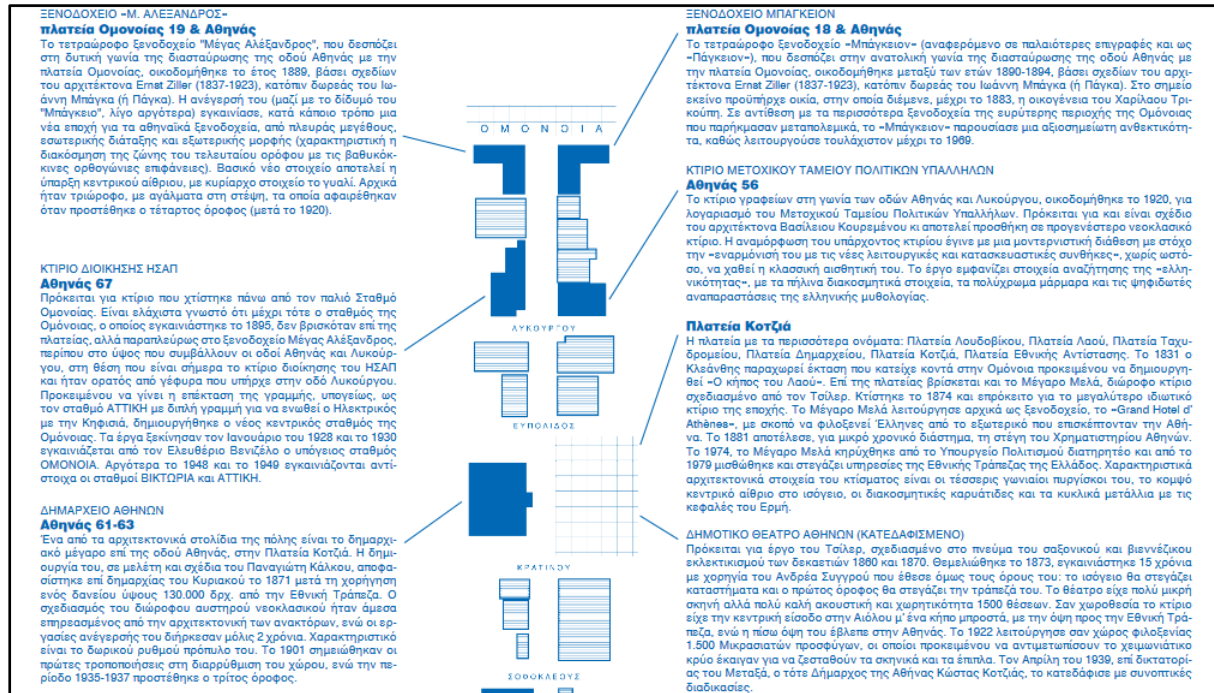 ΞΕΝΟΔΟΧΕΙΟ «Μ. ΑΛΕΞΑΝΔΡΟΣ»
πλατεία Ομονοίας 19 & Αθηνάς
Το τετραώροφο ξενοδοχείο "Μέγας Αλέξανδρος", που δεσπόζει
στη δυτική γωνία της διασταύρωσης της οδού Αθηνάς με την
πλατεία Ομονοίας, οικοδομήθηκε το έτος 1889, βάσει σχεδίων
του αρχιτέκτονα Ernst Ziller (1837-1923), κατόπιν δωρεάς του Ιω-
άννη Μπάγκα (ή Πάγκα). Η ανέγερσή του (μαζί με το δίδυμό του
"Μπάγκειο", λίγο αργότερα) εγκαινίασε, κατά κάποιο τρόπο μια
νέα εποχή για τα αθηναϊκά ξενοδοχεία, από πλευράς μεγέθους,
εσωτερικής διάταξης και εξωτερικής μορφής (χαρακτηριστική η
διακόσμηση της ζώνης του τελευταίου ορόφου με τις βαθυκόκ-
κινες ορθογώνιες επιφάνειες). Βασικό νέο στοιχείο αποτελεί η
ύπαρξη κεντρικού αίθριου, με κυρίαρχο στοιχείο το γυαλί. Αρχικά
ήταν τριώροφο, με αγάλματα στη στέψη, τα οποία αφαιρέθηκαν
όταν προστέθηκε ο τέταρτος όροφος (μετά το 1920).
ΚΤΙΡΙΟ ΔΙΟΙΚΗΣΗΣ ΗΣΑΠ
Αθηνάς 67
Πρόκειται για κτίριο που χτίστηκε πάνω από τον παλιό Σταθμό
Ομονοίας. Είναι ελάχιστα γνωστό ότι μέχρι τότε ο σταθμός της
Ομόνοιας, ο οποίος εγκαινιάστηκε το 1895, δεν βρισκόταν επί της
πλατείας, αλλά παραπλεύρως στο ξενοδοχείο Μέγας Αλέξανδρος,
περίπου στο ύψος που συμβάλλουν οι οδοί Αθηνάς και Λυκούρ-
γου, στη θέση που είναι σήμερα το κτίριο διοίκησης του ΗΣΑΠ
και ήταν ορατός από γέφυρα που υπήρχε στην οδό Λυκούργου.
Προκειμένου να γίνει η επέκταση της γραμμής, υπογείως, ως
τον σταθμό ΑΤΤΙΚΗ με διπλή γραμμή για να ενωθεί ο Ηλεκτρικός
με την Κηφισιά, δημιουργήθηκε ο νέος κεντρικός σταθμός της
Ομόνοιας. Τα έργα ξεκίνησαν τον Ιανουάριο του 1928 και το 1930
εγκαινιάζεται από τον Ελευθέριο Βενιζέλο ο υπόγειος σταθμός
ΟΜΟΝΟΙΑ. Αργότερα το 1948 και το 1949 εγκαινιάζονται αντί-
στοιχα οι σταθμοί ΒΙΚΤΩΡΙΑ και ΑΤΤΙΚΗ.
ΔΗΜΑΡΧΕΙΟ ΑΘΗΝΩΝ
Αθηνάς 61-63
Ένα από τα αρχιτεκτονικά στολίδια της πόλης είναι το δημαρχι-
ακό μέγαρο επί της οδού Αθηνάς, στην Πλατεία Κοτζιά. Η δημι-
ουργία του, σε μελέτη και σχέδια του Παναγιώτη Κάλκου, αποφα-
σίστηκε επί δημαρχίας του Κυριακού το 1871 μετά τη χορήγηση
ενός δανείου ύψους 130.000 δρχ. από την Εθνική Τράπεζα. Ο
σχεδιασμός του διώροφου αυστηρού νεοκλασικού ήταν άμεσα
επηρεασμένος από την αρχιτεκτονική των ανακτόρων, ενώ οι ερ-
γασίες ανέγερσής του διήρκεσαν μόλις 2 χρόνια. Χαρακτηριστικό
είναι το δωρικού ρυθμού πρόπυλο του. Το 1901 σημειώθηκαν οι
πρώτες τροποποιήσεις στη διαρρύθμιση του χώρου, ενώ την πε-
ρίοδο 1935-1937 προστέθηκε ο τρίτος όροφος.
ΟΜΟΝΟΙΑ
ΛΥΚΟΥΡΓΟΥ
ΕΥΠΟΛΙΔΟΣ
ΚΡΑΤΙΝΟΥ
ΣΟΦΟΚΛΕΟΥΣ
ΞΕΝΟΔΟΧΕΙΟ ΜΠΑΓΚΕΙΟΝ
πλατεία Ομονοίας 18 & Αθηνάς
Το τετραώροφο ξενοδοχείο «Μπάγκειον» (αναφερόμενο σε παλαιότερες επιγραφές και ως
«Πάγκειον»), που δεσπόζει στην ανατολική γωνία της διασταύρωσης της οδού Αθηνάς με
την πλατεία Ομονοίας, οικοδομήθηκε μεταξύ των ετών 1890-1894, βάσει σχεδίων του αρχι-
τέκτονα Ernst Ziller (1837-1923), κατόπιν δωρεάς του Ιωάννη Μπάγκα (ή Πάγκα). Στο σημείο
εκείνο προϋπήρχε οικία, στην οποία διέμενε, μέχρι το 1883, η οικογένεια του Χαρίλαου Τρι-
κούπη. Σε αντίθεση με τα περισσότερα ξενοδοχεία της ευρύτερης περιοχής της Ομόνοιας
που παρήκμασαν μεταπολεμικά, το «Μπάγκειον» παρουσίασε μια αξιοσημείωτη ανθεκτικότη-
τα, καθώς λειτουργούσε τουλάχιστον μέχρι το 1969.
ΚΤΙΡΙΟ ΜΕΤΟΧΙΚΟΥ ΤΑΜΕΙΟΥ ΠΟΛΙΤΙΚΩΝ ΥΠΑΛΛΗΛΩΝ
Αθηνάς 56
Το κτίριο γραφείων στη γωνία των οδών Αθηνάς και Λυκούργου, οικοδομήθηκε το 1920, για
λογαριασμό του Μετοχικού Ταμείου Πολιτικών Υπαλλήλων. Πρόκειται για και είναι σχέδιο
του αρχιτέκτονα Βασίλειου Κουρεμένου κι αποτελεί προσθήκη σε προγενέστερο νεοκλασικό
κτίριο. Η αναμόρφωση του υπάρχοντος κτιρίου έγινε με μια μοντερνιστική διάθεση με στόχο
την «εναρμόνισή του με τις νέες λειτουργικές και κατασκευαστικές συνθήκες», χωρίς ωστό-
σο, να χαθεί η κλασσική αισθητική του. Το έργο εμφανίζει στοιχεία αναζήτησης της «ελλη-
νικότητας», με τα πήλινα διακοσμητικά στοιχεία, τα πολύχρωμα μάρμαρα και τις ψηφιδωτές
αναπαραστάσεις της ελληνικής μυθολογίας.
Πλατεία Κοτζιά
Η πλατεία με τα περισσότερα ονόματα: Πλατεία Λουδοβίκου, Πλατεία Λαού, Πλατεία Ταχυ-
δρομείου, Πλατεία Δημαρχείου, Πλατεία Κοτζιά, Πλατεία Εθνικής Αντίστασης. Το 1831 ο
Κλεάνθης παραχωρεί έκταση που κατείχε κοντά στην Ομόνοια προκειμένου να δημιουργη-
θεί «Ο κήπος του Λαού». Επί της πλατείας βρίσκεται και το Μέγαρο Μελά, διώροφο κτίριο
σχεδιασμένο από τον Τσίλερ. Κτίστηκε το 1874 και επρόκειτο για το μεγαλύτερο ιδιωτικό
κτίριο της εποχής. Το Μέγαρο Μελά λειτούργησε αρχικά ως ξενοδοχείο, το «Grand Hotel d'
Athènes», με σκοπό να φιλοξενεί Έλληνες από το εξωτερικό που επισκέπτονταν την Αθή-
να. Το 1881 αποτέλεσε, για μικρό χρονικό διάστημα, τη στέγη του Χρηματιστηρίου Αθηνών.
Το 1974, το Μέγαρο Μελά κηρύχθηκε από το Υπουργείο Πολιτισμού διατηρητέο και από το
1979 μισθώθηκε και στεγάζει υπηρεσίες της Εθνικής Τράπεζας της Ελλάδος. Χαρακτηριστικά
αρχιτεκτονικά στοιχεία του κτίσματος είναι οι τέσσερις γωνιαίοι πυργίσκοι του, το κομψό
κεντρικό αίθριο στο ισόγειο, οι διακοσμητικές καρυάτιδες και τα κυκλικά μετάλλια με τις
κεφαλές του Ερμή.
ΔΗΜΟΤΙΚΟ ΘΕΑΤΡΟ ΑΘΗΝΩΝ (ΚΑΤΕΔΑΦΙΣΜΕΝΟ)
Πρόκειται για έργο του Τσίλερ, σχεδιασμένο στο πνεύμα του σαξονικού και βιεννέζικου
εκλεκτικισμού των δεκαετιών 1860 και 1870. Θεμελιώθηκε το 1873, εγκαινιάστηκε 15 χρόνια
με χορηγία του Ανδρέα Συγγρού που έθεσε όμως τους όρους του: το ισόγειο θα στεγάζει
καταστήματα και ο πρώτος όροφος θα στεγάζει την τράπεζά του. Το θέατρο είχε πολύ μικρή
σκηνή αλλά πολύ καλή ακουστική και χωρητικότητα 1500 θέσεων. Σαν χωροθεσία το κτίριο
είχε την κεντρική είσοδο στην Αιόλου μ' ένα κήπο μπροστά, με την όψη προς την Εθνική Τρά-
πεζα, ενώ η πίσω όψη του έβλεπε στην Αθηνάς. Το 1922 λειτούργησε σαν χώρος φιλοξενίας
1.500 Μικρασιατών προσφύγων, οι οποίοι προκειμένου να αντιμετωπίσουν το χειμωνιάτικο
κρύο έκαιγαν για να ζεσταθούν τα σκηνικά και τα έπιπλα. Τον Απρίλη του 1939, επί δικτατορί-
ας του Μεταξά, ο τότε Δήμαρχος της Αθήνας Κώστας Κοτζιάς, το κατεδάφισε με συνοπτικές
διαδικασίες.